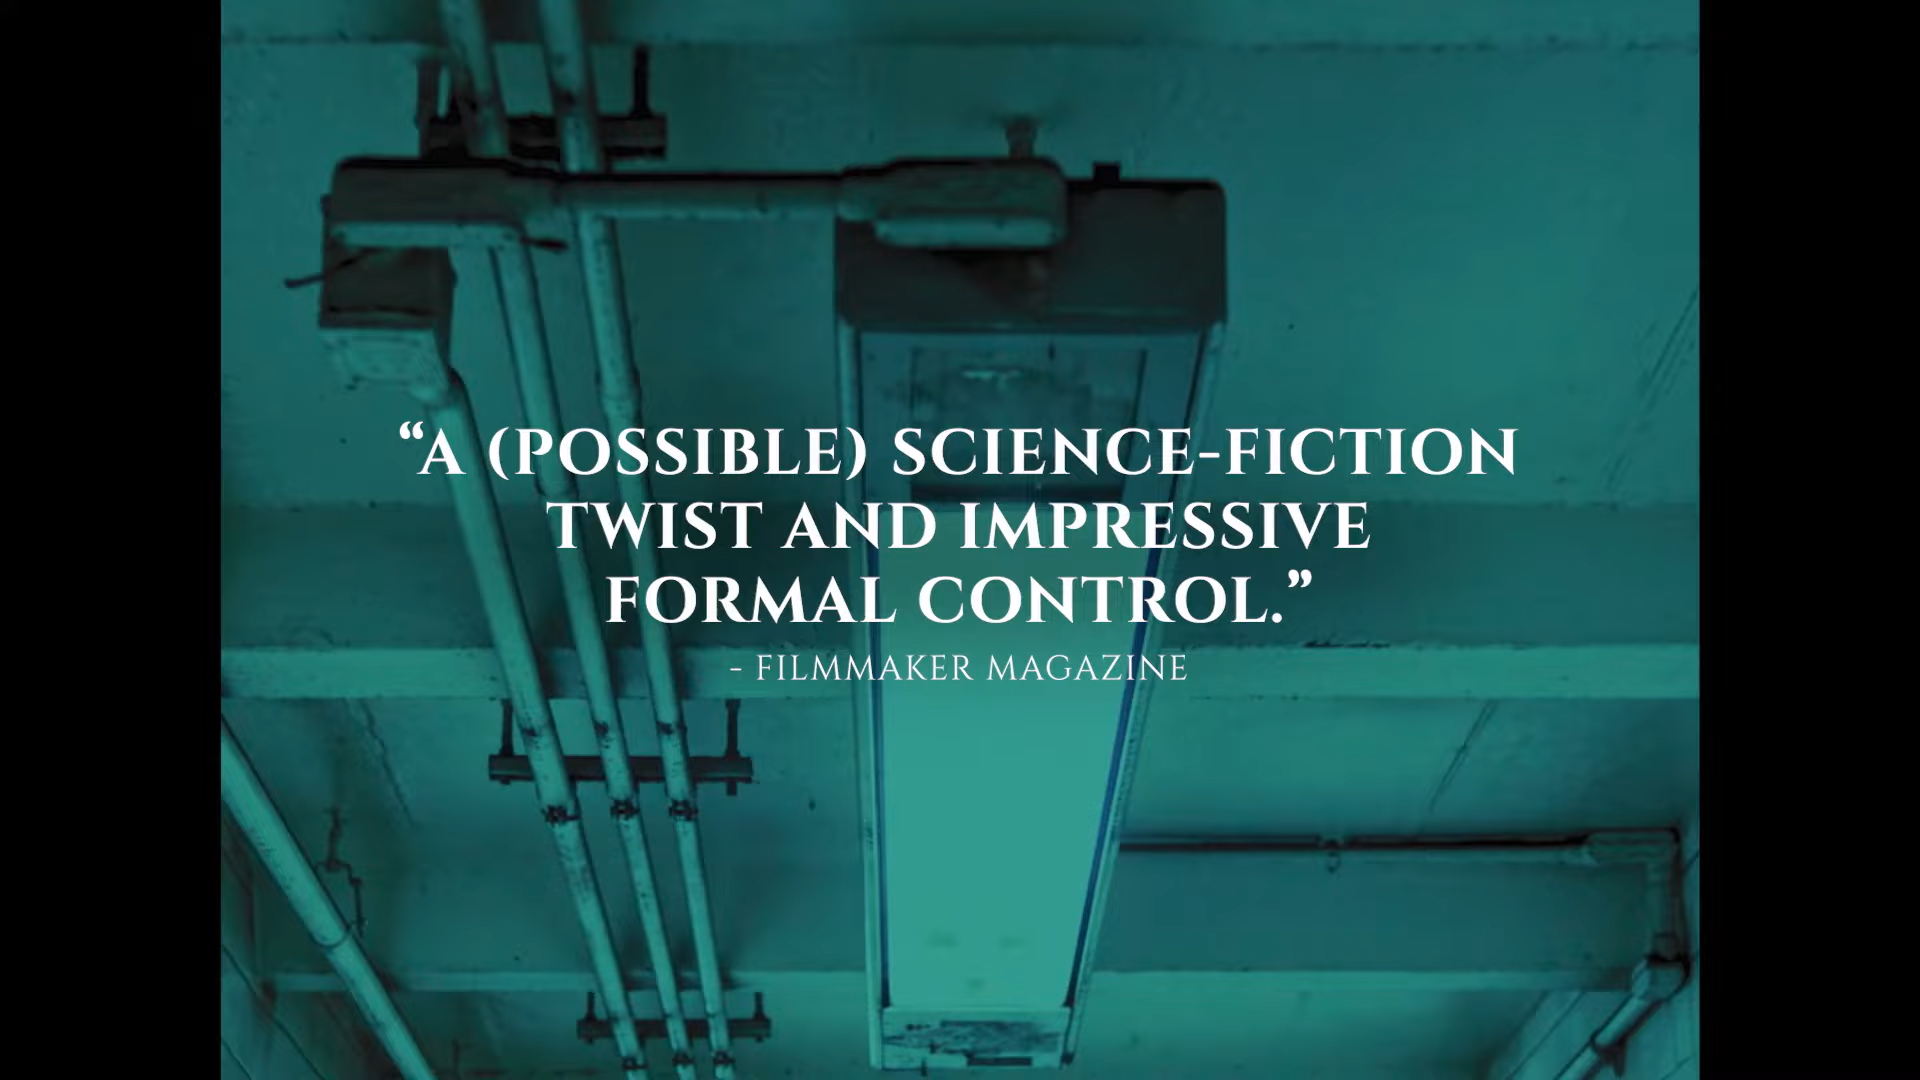 “A (POSSIBLE) SCIENCE-FICTION
TWIST AND IMPRESSIVE
FORMAL CONTROL.”
- FILMMAKER MAGAZINE